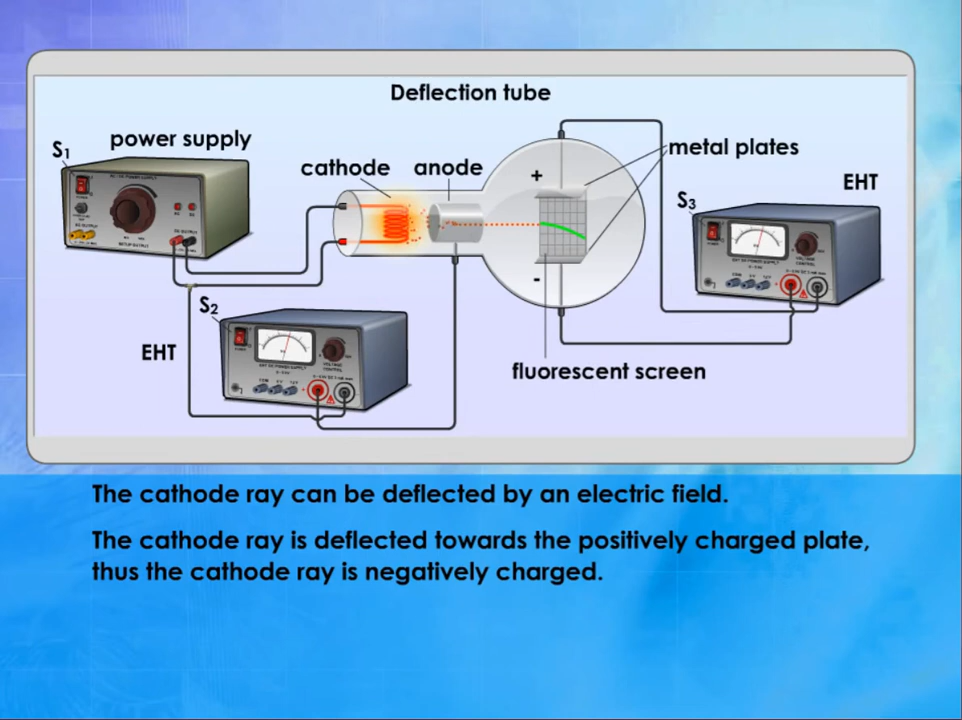 Deflection tube
S1
power supply
cathode
anode
metal plates
+
-
EHT
S3
S2
EHT
fluorescent screen
The cathode ray can be deflected by an electric field.
The cathode ray is deflected towards the positively charged plate,
thus the cathode ray is negatively charged.